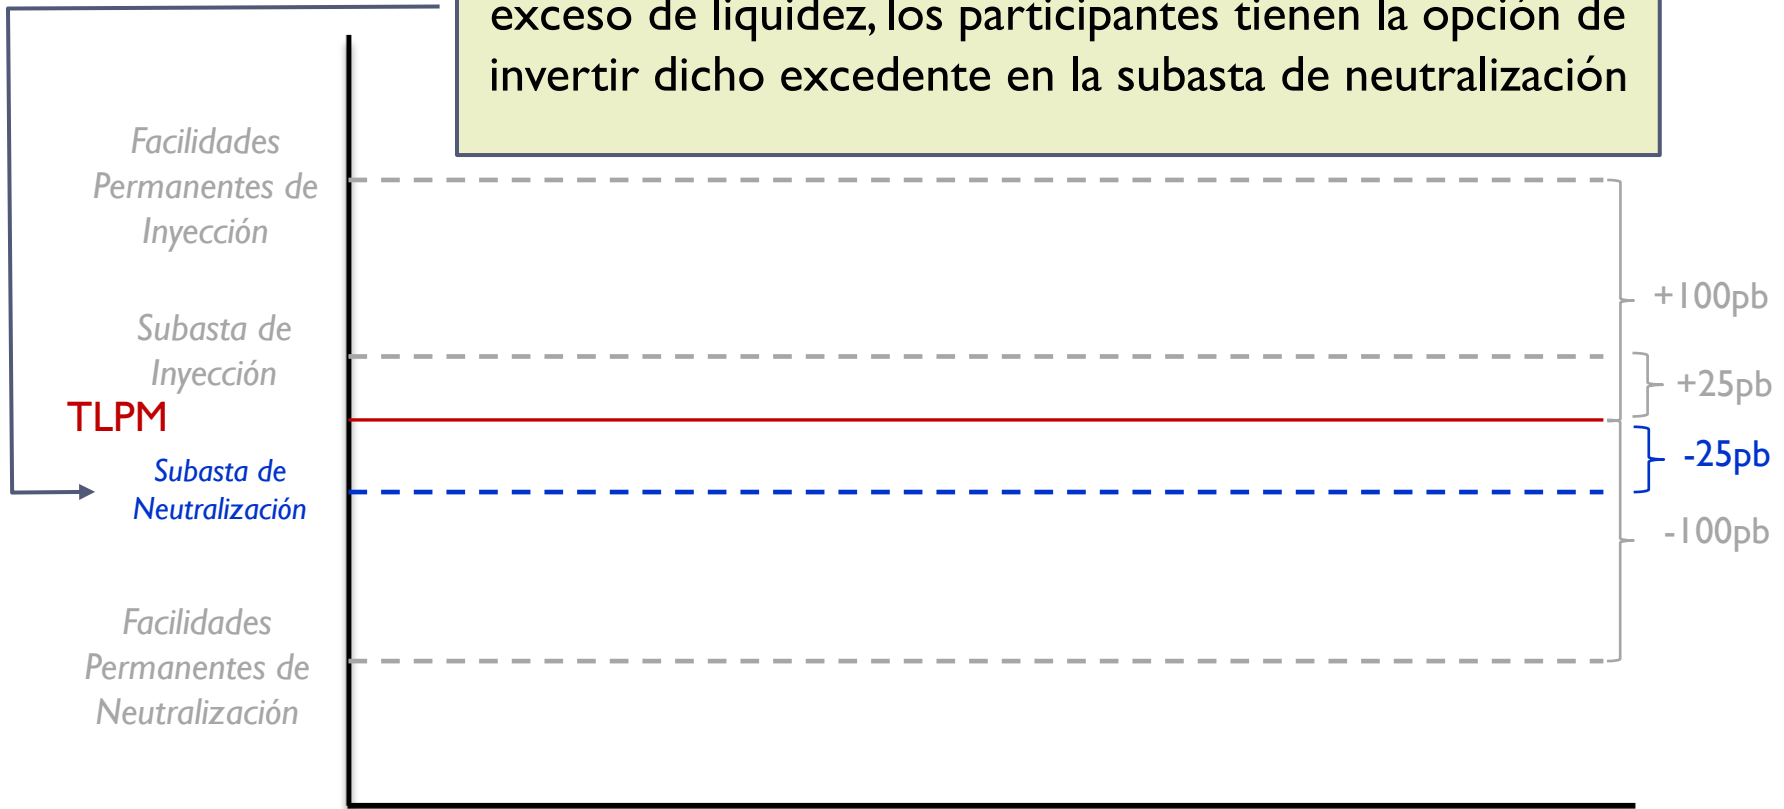 exceso de liquidez, los participantes tienen la opción de
invertir dicho excedente en la subasta de neutralización
Facilidades
Permanentes de
Inyección
+100pb
Subasta de
Inyección
+25pb
TLPM
-25pb
Subasta de
Neutralización
-100pb
Facilidades
Permanentes de
Neutralización